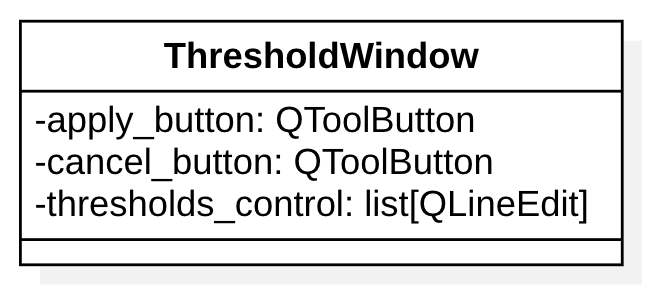 ThresholdWindow
-apply_button: QToolButton
-cancel_button: QToolButton
-thresholds_control: list[QLineEdit]